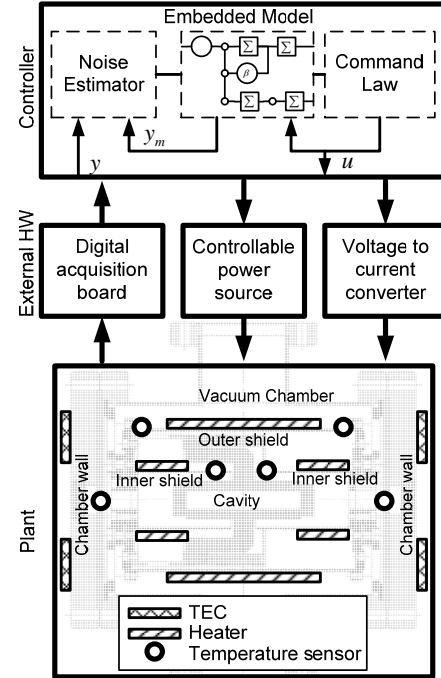 Embedded Model
Controller
Noise
Estimator
Σ
Σ
β
Σ
Σ
Command
Law
y
y_m
u
External HW
Digital
acquisition
board
Controllable
power
source
Voltage to
current
converter
Plant
Vacuum Chamber
Outer shield
Inner shield
Inner shield
Cavity
Chamber wall
Chamber wall
TEC
Heater
Temperature sensor